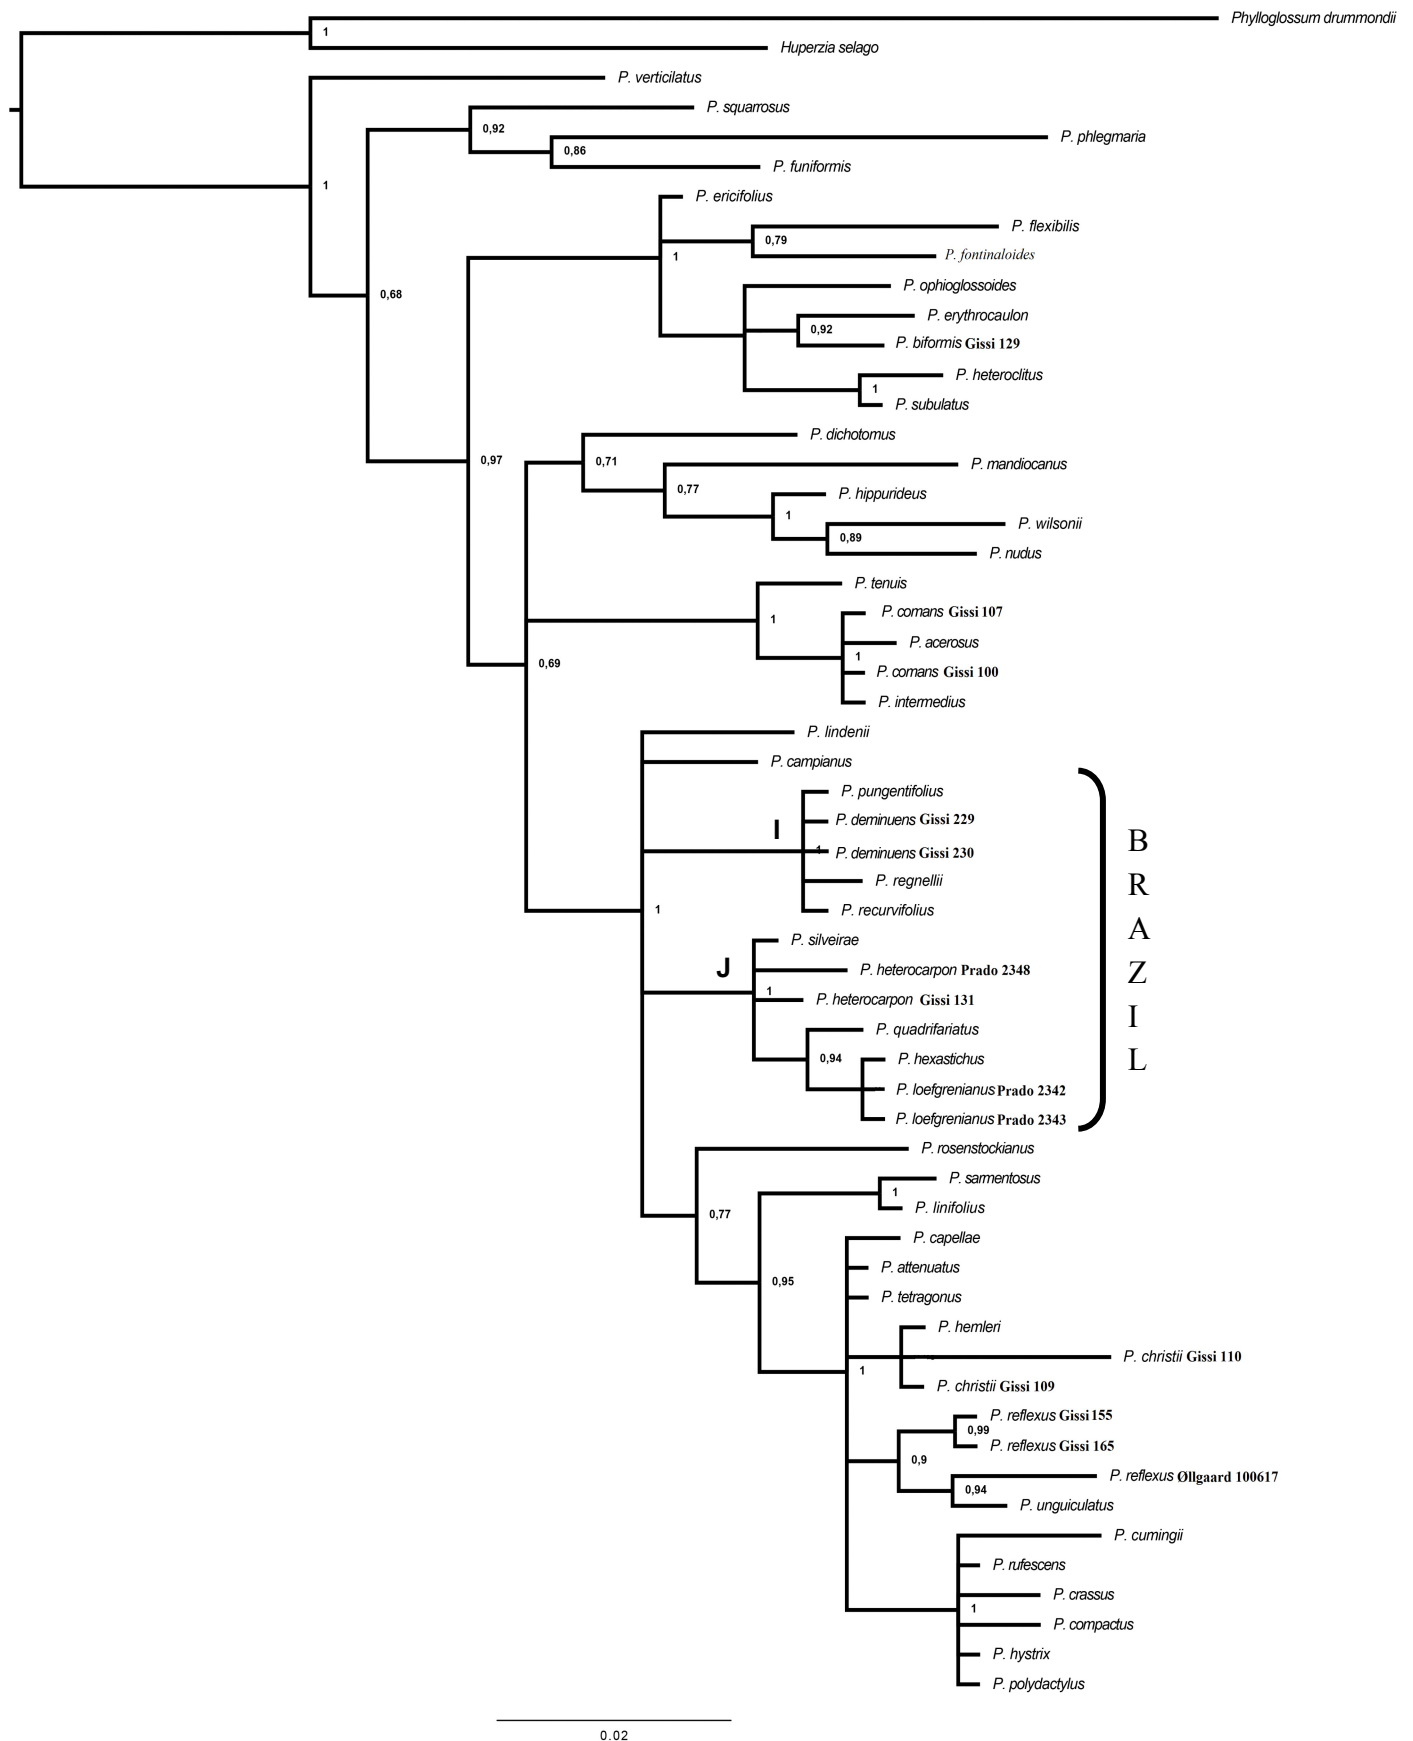 Phylloglossum drummondii
1
Huperzia selago
P. verticilatus
P. squarrosus
0,92
P. phlegmaria
0,86
P. funiformis
1
P. ericifolius
P. flexibilis
0,79
P. fontinaloides
1
P. ophioglossoides
0,68
P. erythrocaulon
0,92
P. biformis Gissi 129
P. heteroclitus
1
P. subulatus
P. dichotomus
0,97
0,71
P. mandiocanus
0,77
P. hippurideus
1
P. wilsonii
0,89
P. nudus
P. tenuis
P. comans Gissi 107
1
P. acerosus
1
0,69
P. comans Gissi 100
P. intermedius
P. lindenii
P. campianus
P. pungentifolius
P. deminuens Gissi 229
I
1
P. deminuens Gissi 230
P. regnellii
1
P. recurvifolius
P. silveirae
J
P. heterocarpon Prado 2348
1
P. heterocarpon Gissi 131
P. quadrifariatus
0,94
P. hexastichus
P. loefgrenianus Prado 2342
P. loefgrenianus Prado 2343
B
R
A
Z
I
L
P. rosenstockianus
P. sarmentosus
1
P. linifolius
0,77
P. capellae
P. attenuatus
0,95
P. tetragonus
P. hemleri
P. christii Gissi 110
1
P. christii Gissi 109
P. reflexus Gissi 155
0,99
P. reflexus Gissi 165
0,9
P. reflexus Øllgaard 100617
0,94
P. unguiculatus
P. cumingii
P. rufescens
P. crassus
1
P. compactus
P. hystrix
P. polydactylus
0.02